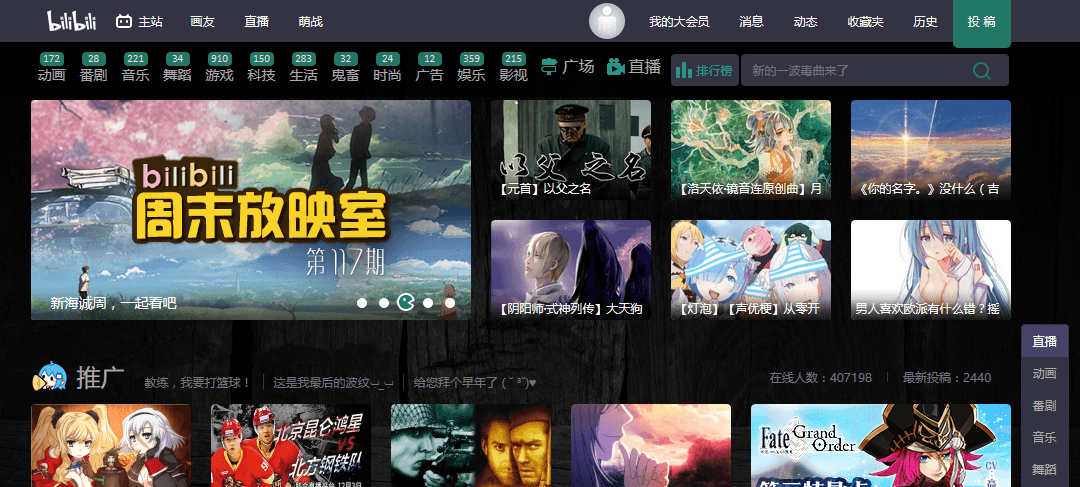 bilibili 主站 画友 直播 萌战 我的大会员 消息 动态 收藏夹 历史 投 稿
172 28 221 34 910 150 283 32 24 12 359 215
动画 番剧 音乐 舞蹈 游戏 科技 生活 鬼畜 时尚 广告 娱乐 影视 广场 直播 排行榜 新的一波毒曲来了
bilibili
周末放映室
第117期
新海诚周，一起看吧
以父之名
【元首】以父之名
【洛天依·镜音连原创曲】月
《你的名字。》没什么（吉
【阴阳师·式神列传】大天狗
【灯泡】【声优梗】从零开
男人喜欢欧派有什么错？摇
推广 教练，我要打篮球！ 这是我最后的波纹 给您拜个早年了 在线人数：407198 最新投稿：2440
北京昆仑鸿星
VS
北方钢铁队
12月3日
Fate Grand Order
CV：
直播
动画
番剧
音乐
舞蹈